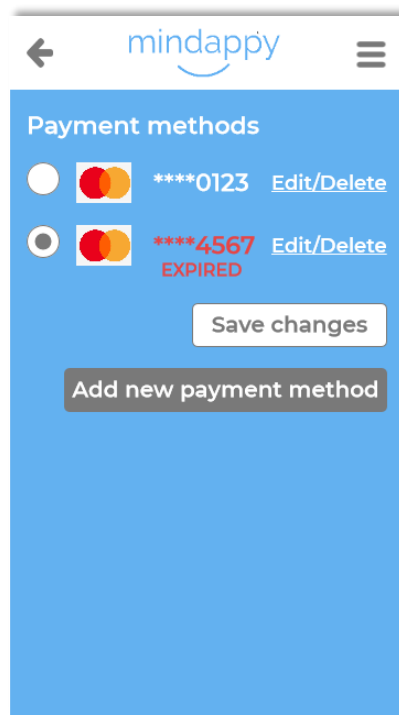 mindappy
Payment methods
****0123 Edit/Delete
****4567 Edit/Delete
EXPIRED
Save changes
Add new payment method